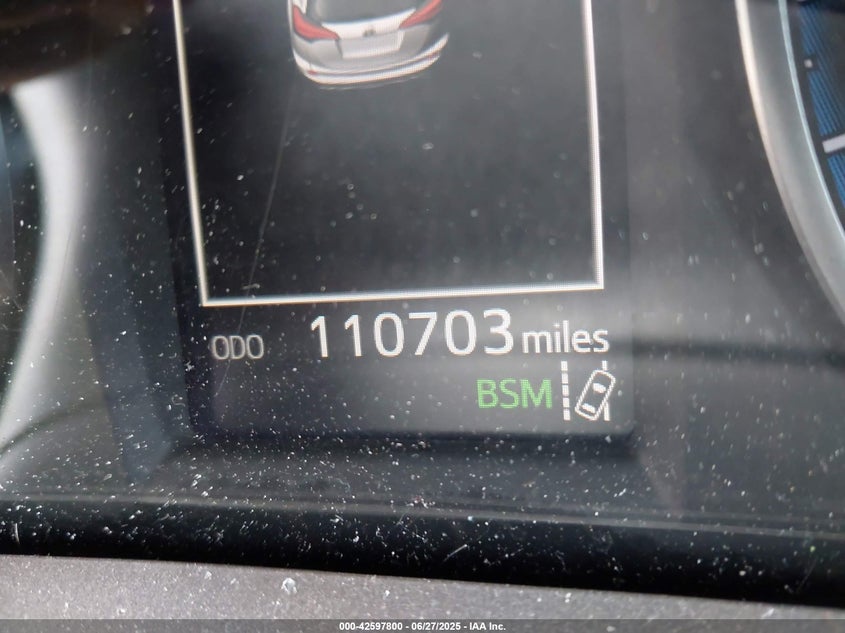 ODO 110703 miles
BSM
000-42597800 / 06/27/2025 - IAA Inc.